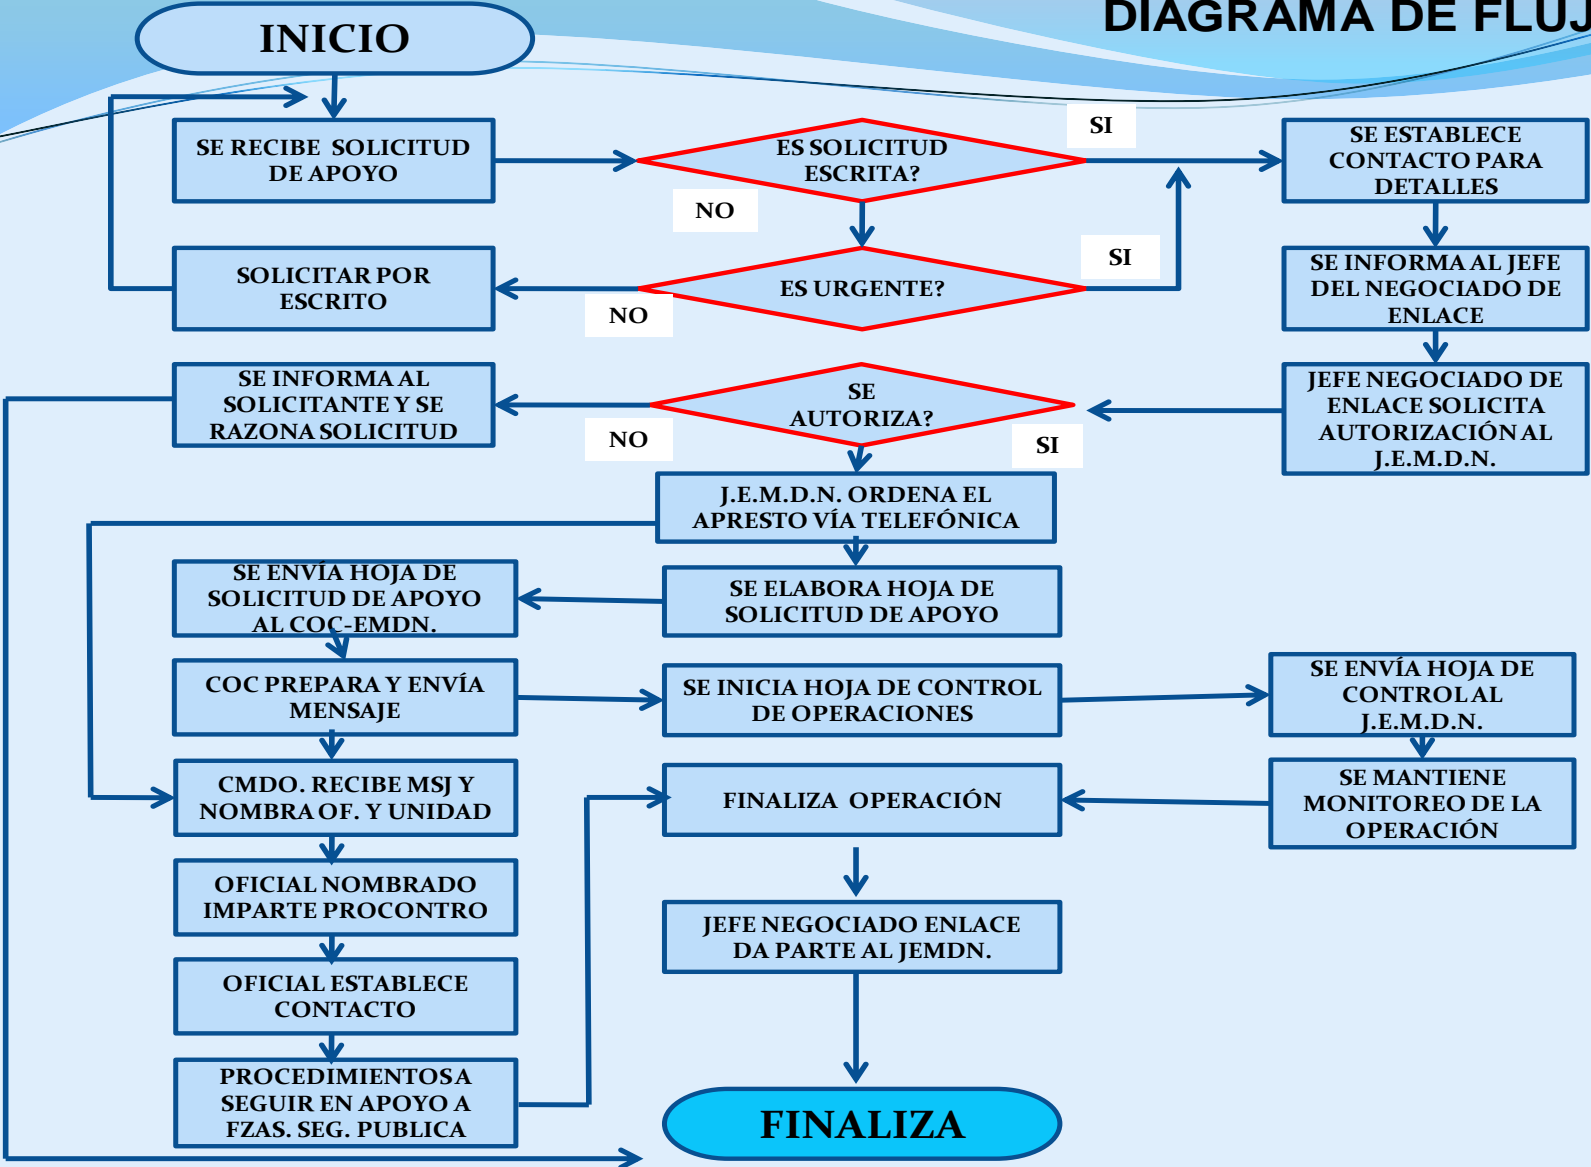 DIAGRAMA DE FLUJ
INICIO
SE RECIBE SOLICITUD
DE APOYO
ES SOLICITUD
ESCRITA?
SI
SE ESTABLECE
CONTACTO PARA
DETALLES
NO
SOLICITAR POR
ESCRITO
ES URGENTE?
SI
NO
SE INFORMA AL JEFE
DEL NEGOCIADO DE
ENLACE
SE INFORMA AL
SOLICITANTE Y SE
RAZONA SOLICITUD
SE
AUTORIZA?
NO
SI
JEFE NEGOCIADO DE
ENLACE SOLICITA
AUTORIZACIÓN AL
J.E.M.D.N.
J.E.M.D.N. ORDENA EL
APRESTO VÍA TELEFÓNICA
SE ENVÍA HOJA DE
SOLICITUD DE APOYO
AL COC-EMDN.
SE ELABORA HOJA DE
SOLICITUD DE APOYO
COC PREPARA Y ENVÍA
MENSAJE
SE INICIA HOJA DE CONTROL
DE OPERACIONES
SE ENVÍA HOJA DE
CONTROL AL
J.E.M.D.N.
CMDO. RECIBE MSJ Y
NOMBRA OF. Y UNIDAD
FINALIZA OPERACIÓN
SE MANTIENE
MONITOREO DE LA
OPERACIÓN
OFICIAL NOMBRADO
IMPARTE PROCONTRO
JEFE NEGOCIADO ENLACE
DA PARTE AL JEMDN.
OFICIAL ESTABLECE
CONTACTO
PROCEDIMIENTOS A
SEGUIR EN APOYO A
FZAS. SEG. PUBLICA
FINALIZA